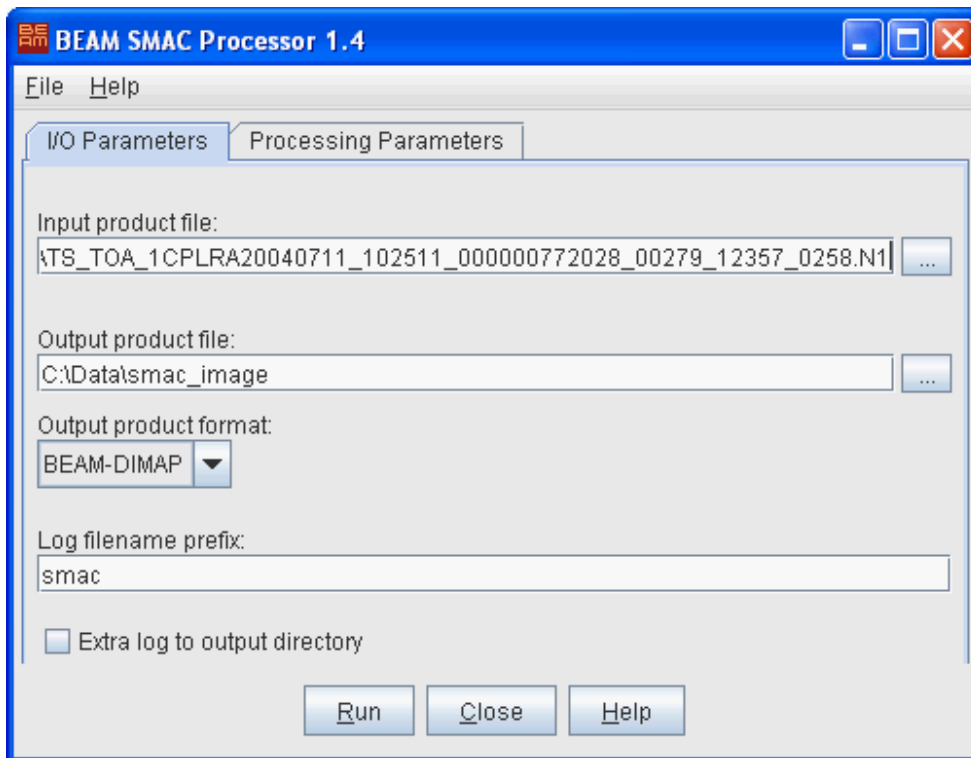 BEAM SMAC Processor 1.4
File Help
I/O Parameters Processing Parameters
Input product file:
\TS_TOA_1CPLRA20040711_102511_000000772028_00279_12357_0258.N1 ...
Output product file:
C:\Data\smac_image ...
Output product format:
BEAM-DIMAP
Log filename prefix:
smac
Extra log to output directory
Run Close Help